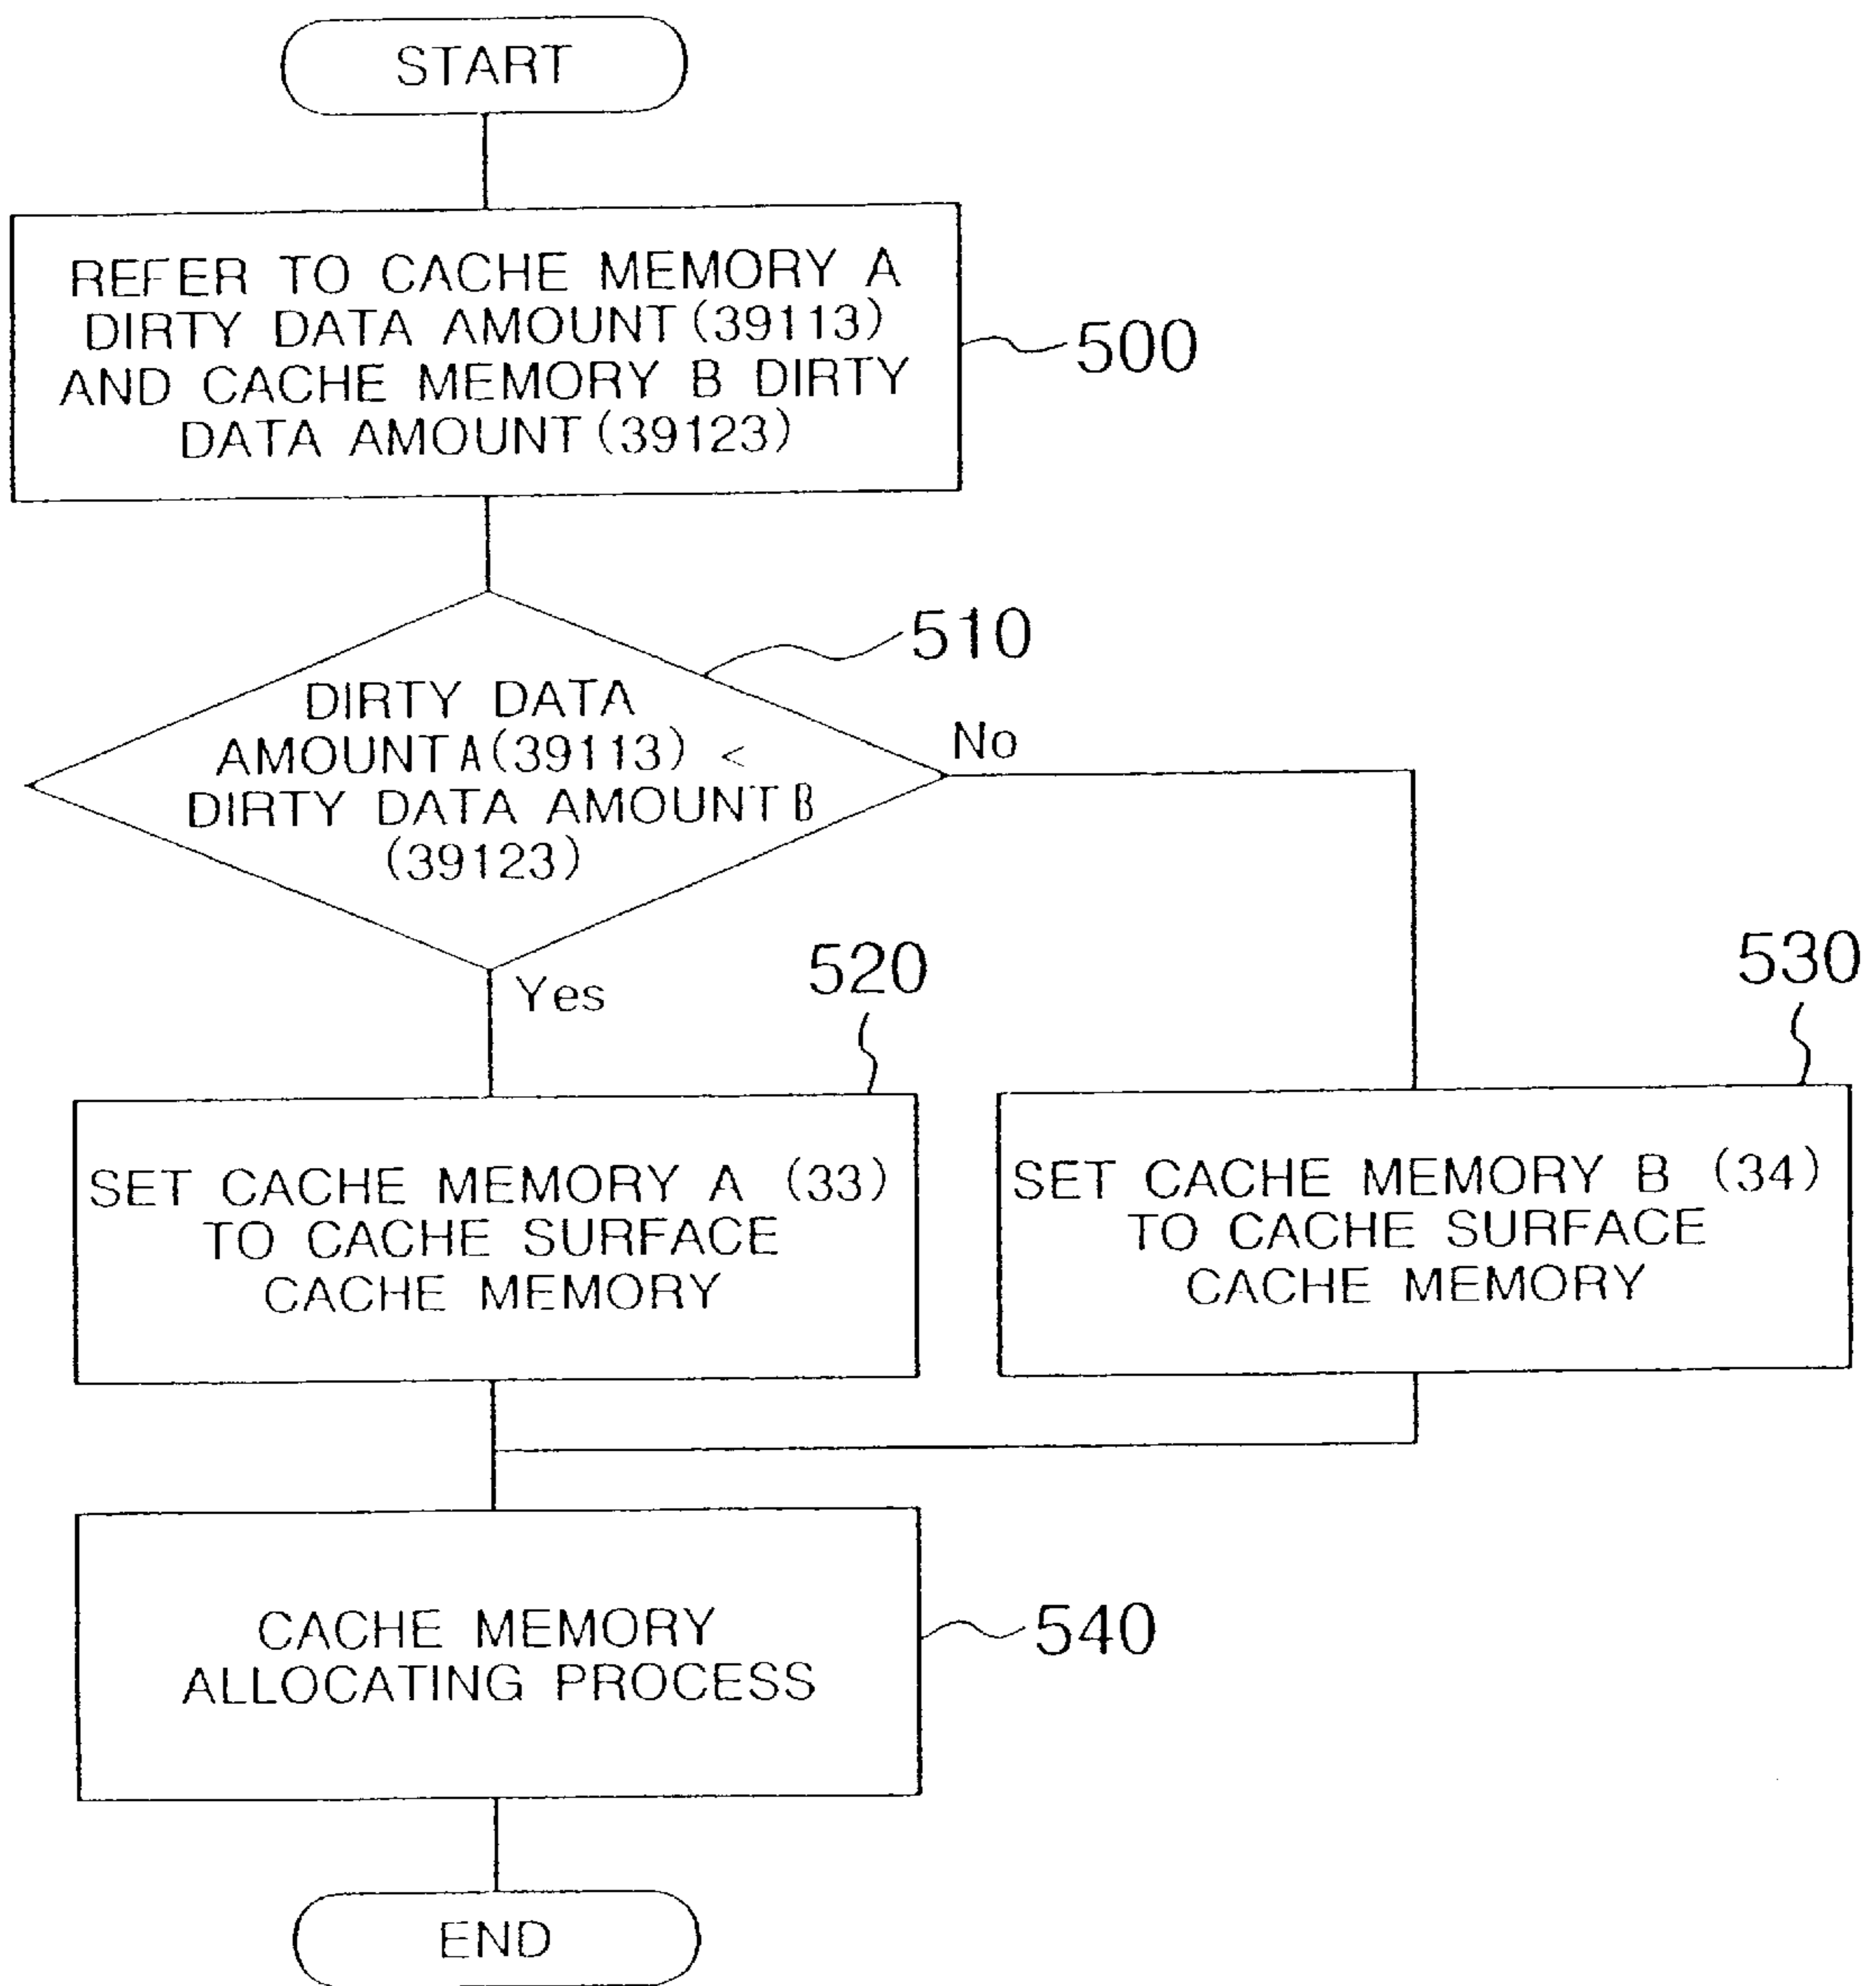 START
REFER TO CACHE MEMORY A
DIRTY DATA AMOUNT (39113)
AND CACHE MEMORY B DIRTY
DATA AMOUNT (39123)
500
510
DIRTY DATA
AMOUNT A (39113) <
DIRTY DATA AMOUNT B
(39123)
No
Yes
520
530
SET CACHE MEMORY A (33)
TO CACHE SURFACE
CACHE MEMORY
SET CACHE MEMORY B (34)
TO CACHE SURFACE
CACHE MEMORY
CACHE MEMORY
ALLOCATING PROCESS
540
END